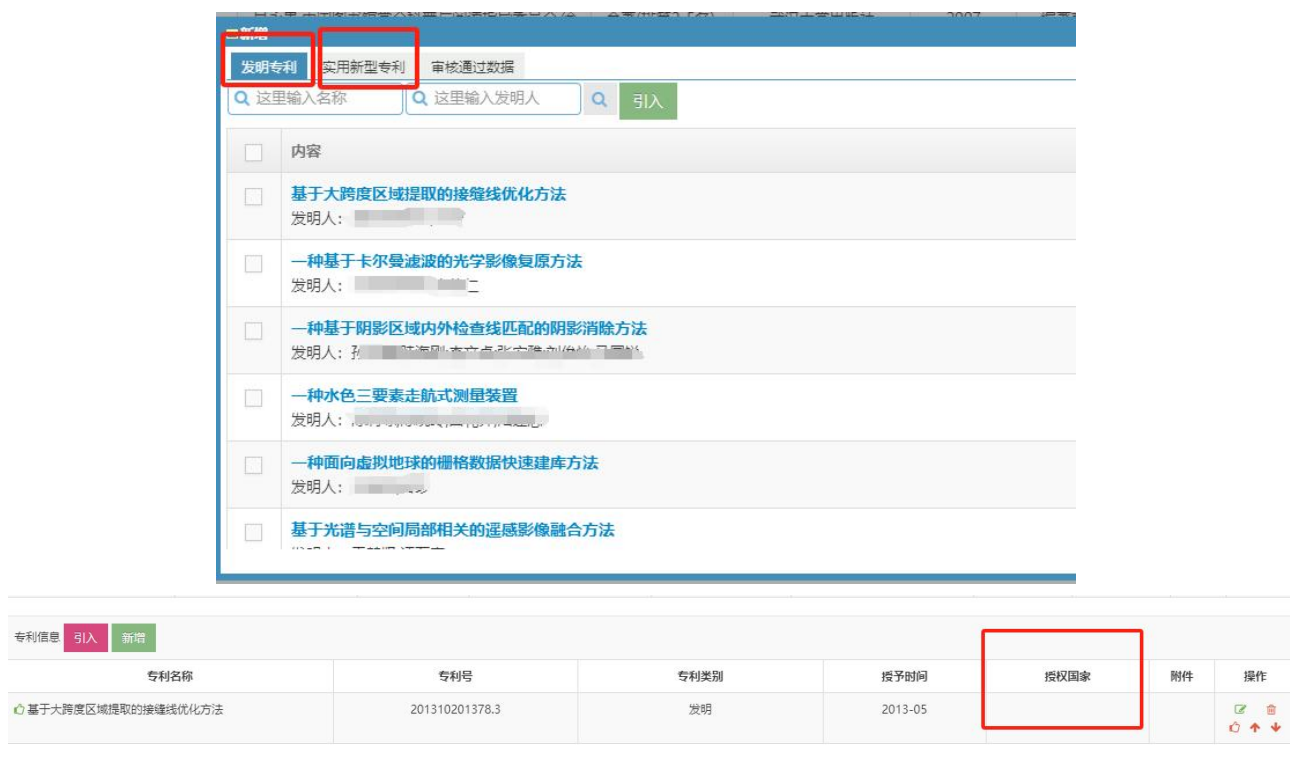 新增
发明专利 实用新型专利 审核通过数据
这里输入名称 这里输入发明人 引入
内容
基于大跨度区域提取的接缝线优化方法
发明人：
一种基于卡尔曼滤波的光学影像复原方法
发明人：
一种基于阴影区域内外检查线匹配的阴影消除方法
发明人：
一种水色三要素走航式测量装置
发明人：
一种面向虚拟地球的栅格数据快速建库方法
发明人：
基于光谱与空间局部相关的遥感影像融合方法
专利信息 引入 新增
专利名称 专利号 专利类别 授予时间 授权国家 附件 操作
基于大跨度区域提取的接缝线优化方法 201310201378.3 发明 2013-05